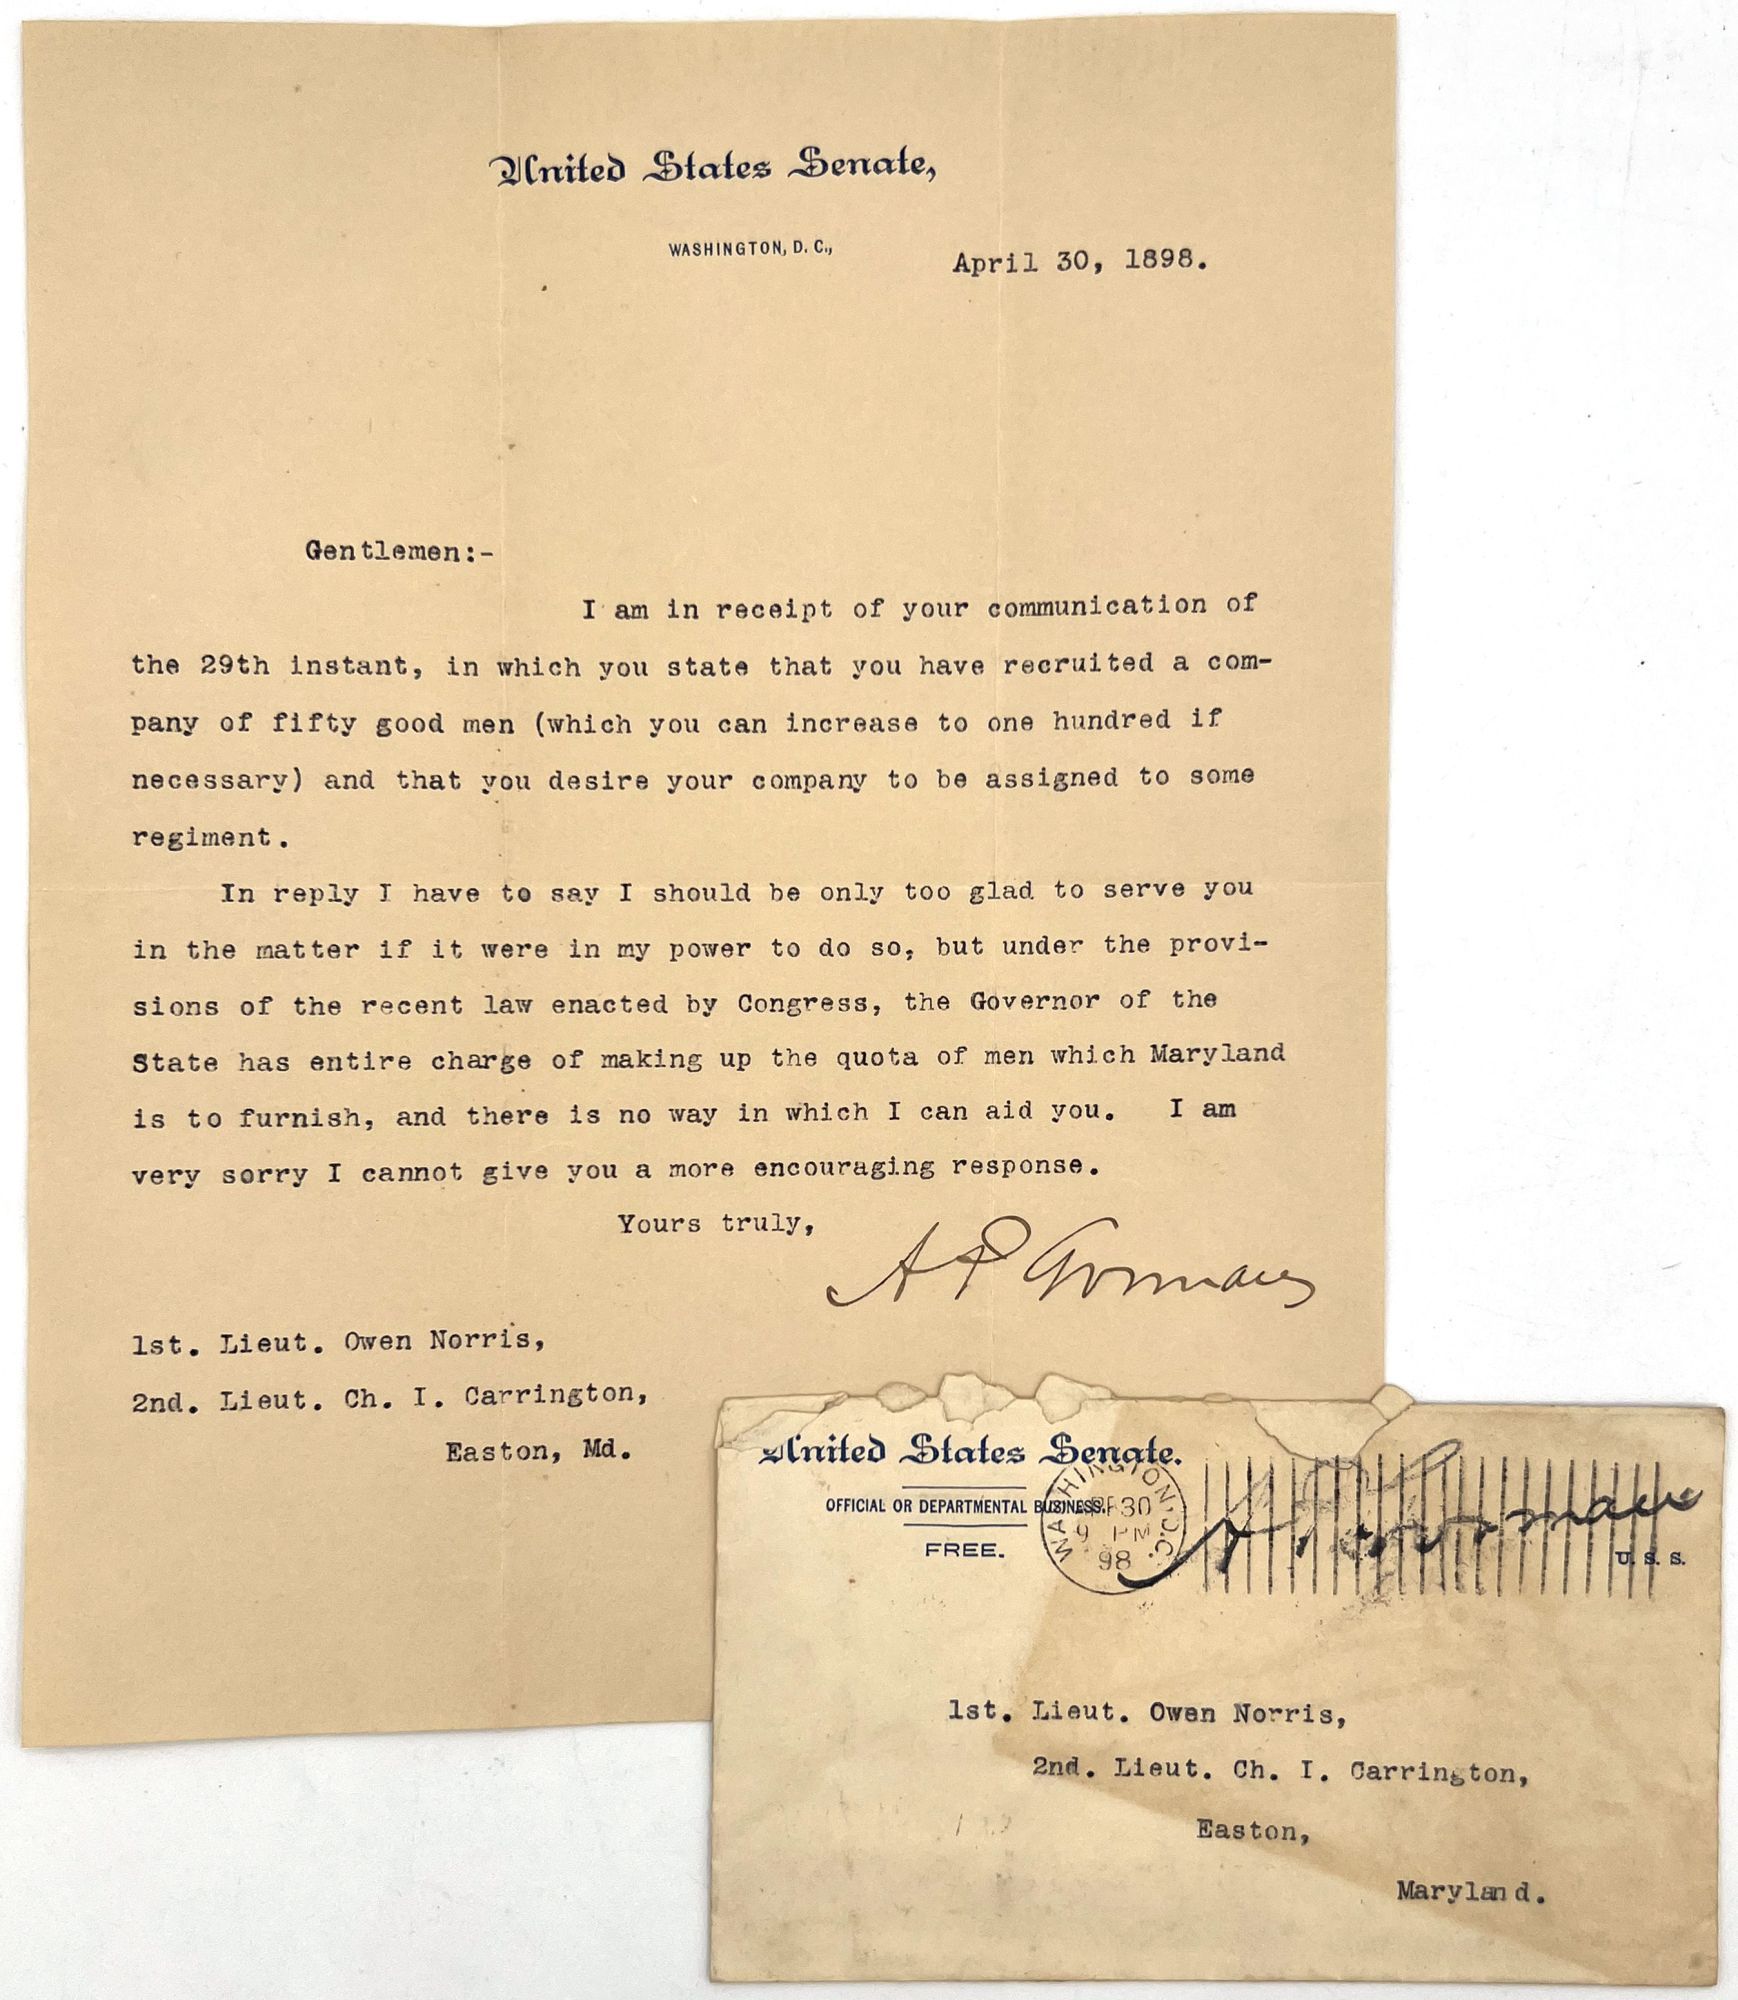 United States Senate,
WASHINGTON, D. C.,
April 30, 1898.
Gentlemen:-
I am in receipt of your communication of
the 29th instant, in which you state that you have recruited a com-
pany of fifty good men (which you can increase to one hundred if
necessary) and that you desire your company to be assigned to some
regiment.
In reply I have to say I should be only too glad to serve you
in the matter if it were in my power to do so, but under the provi-
sions of the recent law enacted by Congress, the Governor of the
State has entire charge of making up the quota of men which Maryland
is to furnish, and there is no way in which I can aid you. I am
very sorry I cannot give you a more encouraging response.
Yours truly,
A P Gorman
1st. Lieut. Owen Norris,
2nd. Lieut. Ch. I. Carrington,
Easton, Md.
United States Senate.
OFFICIAL OR DEPARTMENTAL BUSINESS.
FREE.
WASHINGTON, D.C.
30
9 PM
98
A. P. Gorman
U. S. S.
1st. Lieut. Owen Norris,
2nd. Lieut. Ch. I. Carrington,
Easton,
Maryland.